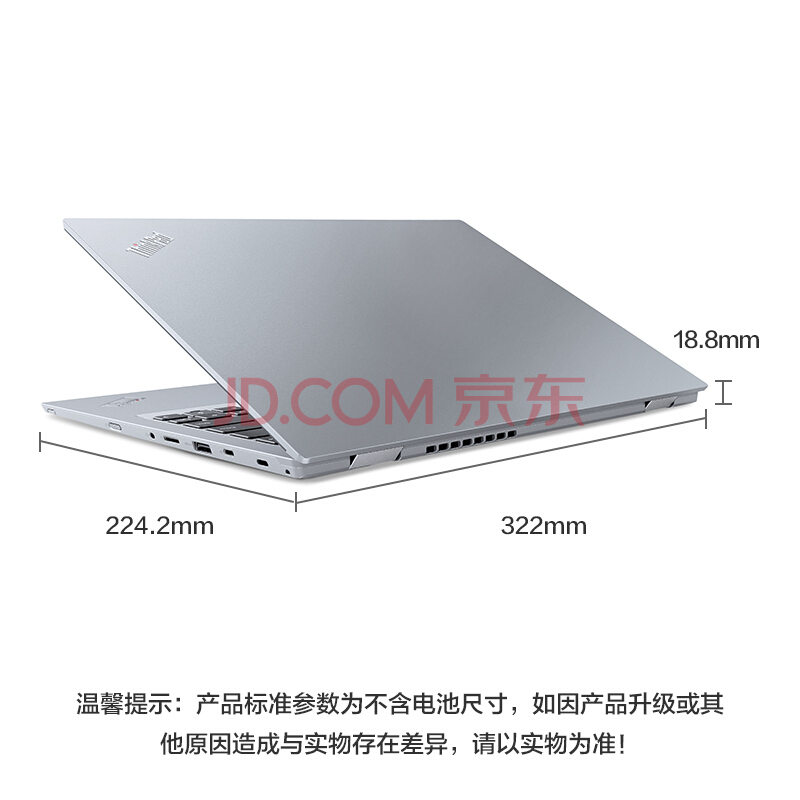 ThinkPad
18.8mm
JD.COM 京东
224.2mm
322mm
温馨提示：产品标准参数为不含电池尺寸，如因产品升级或其
他原因造成与实物存在差异，请以实物为准！